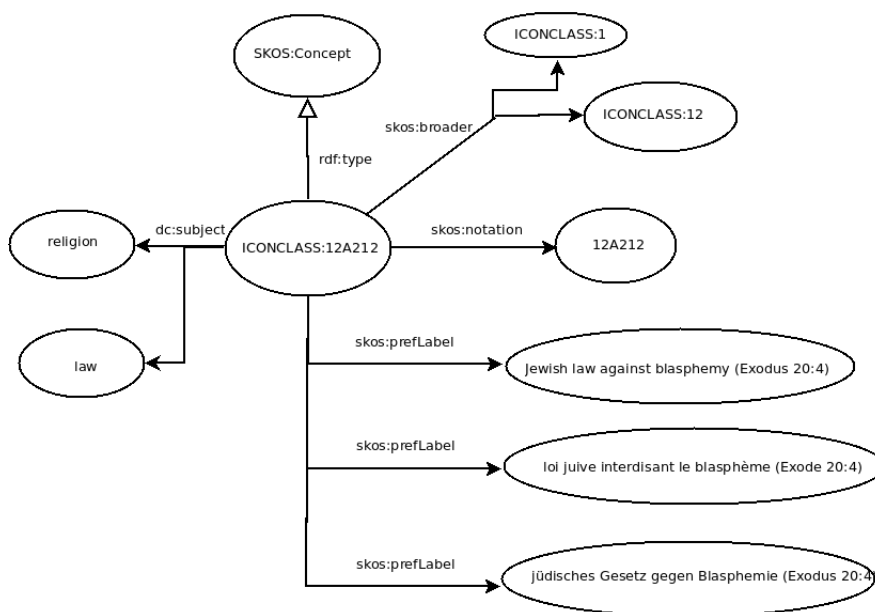 ICONCLASS:1
SKOS:Concept
ICONCLASS:12
skos:broader
rdf:type
dc:subject
skos:notation
religion
ICONCLASS:12A212
12A212
skos:prefLabel
law
Jewish law against blasphemy (Exodus 20:4)
skos:prefLabel
loi juive interdisant le blasphème (Exode 20:4)
skos:prefLabel
jüdisches Gesetz gegen Blasphemie (Exodus 20:4)